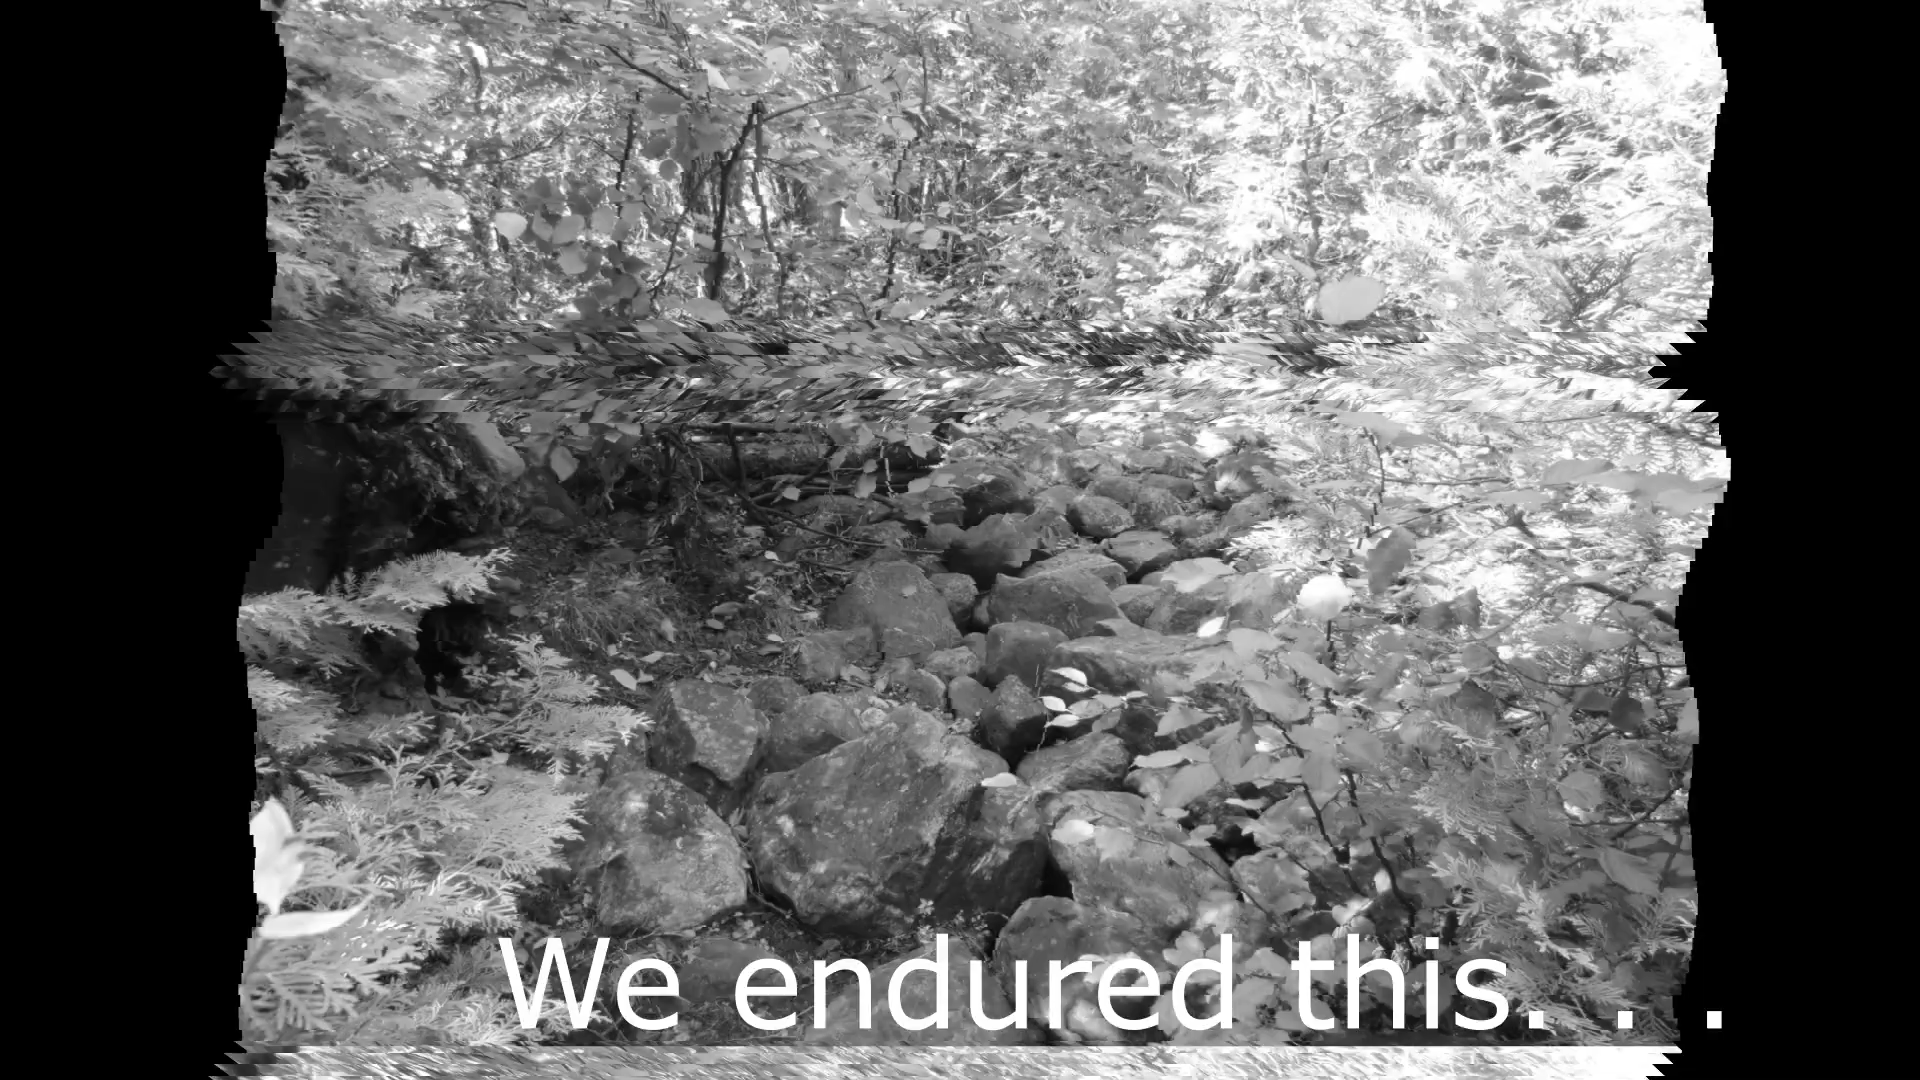 We endured this. . .